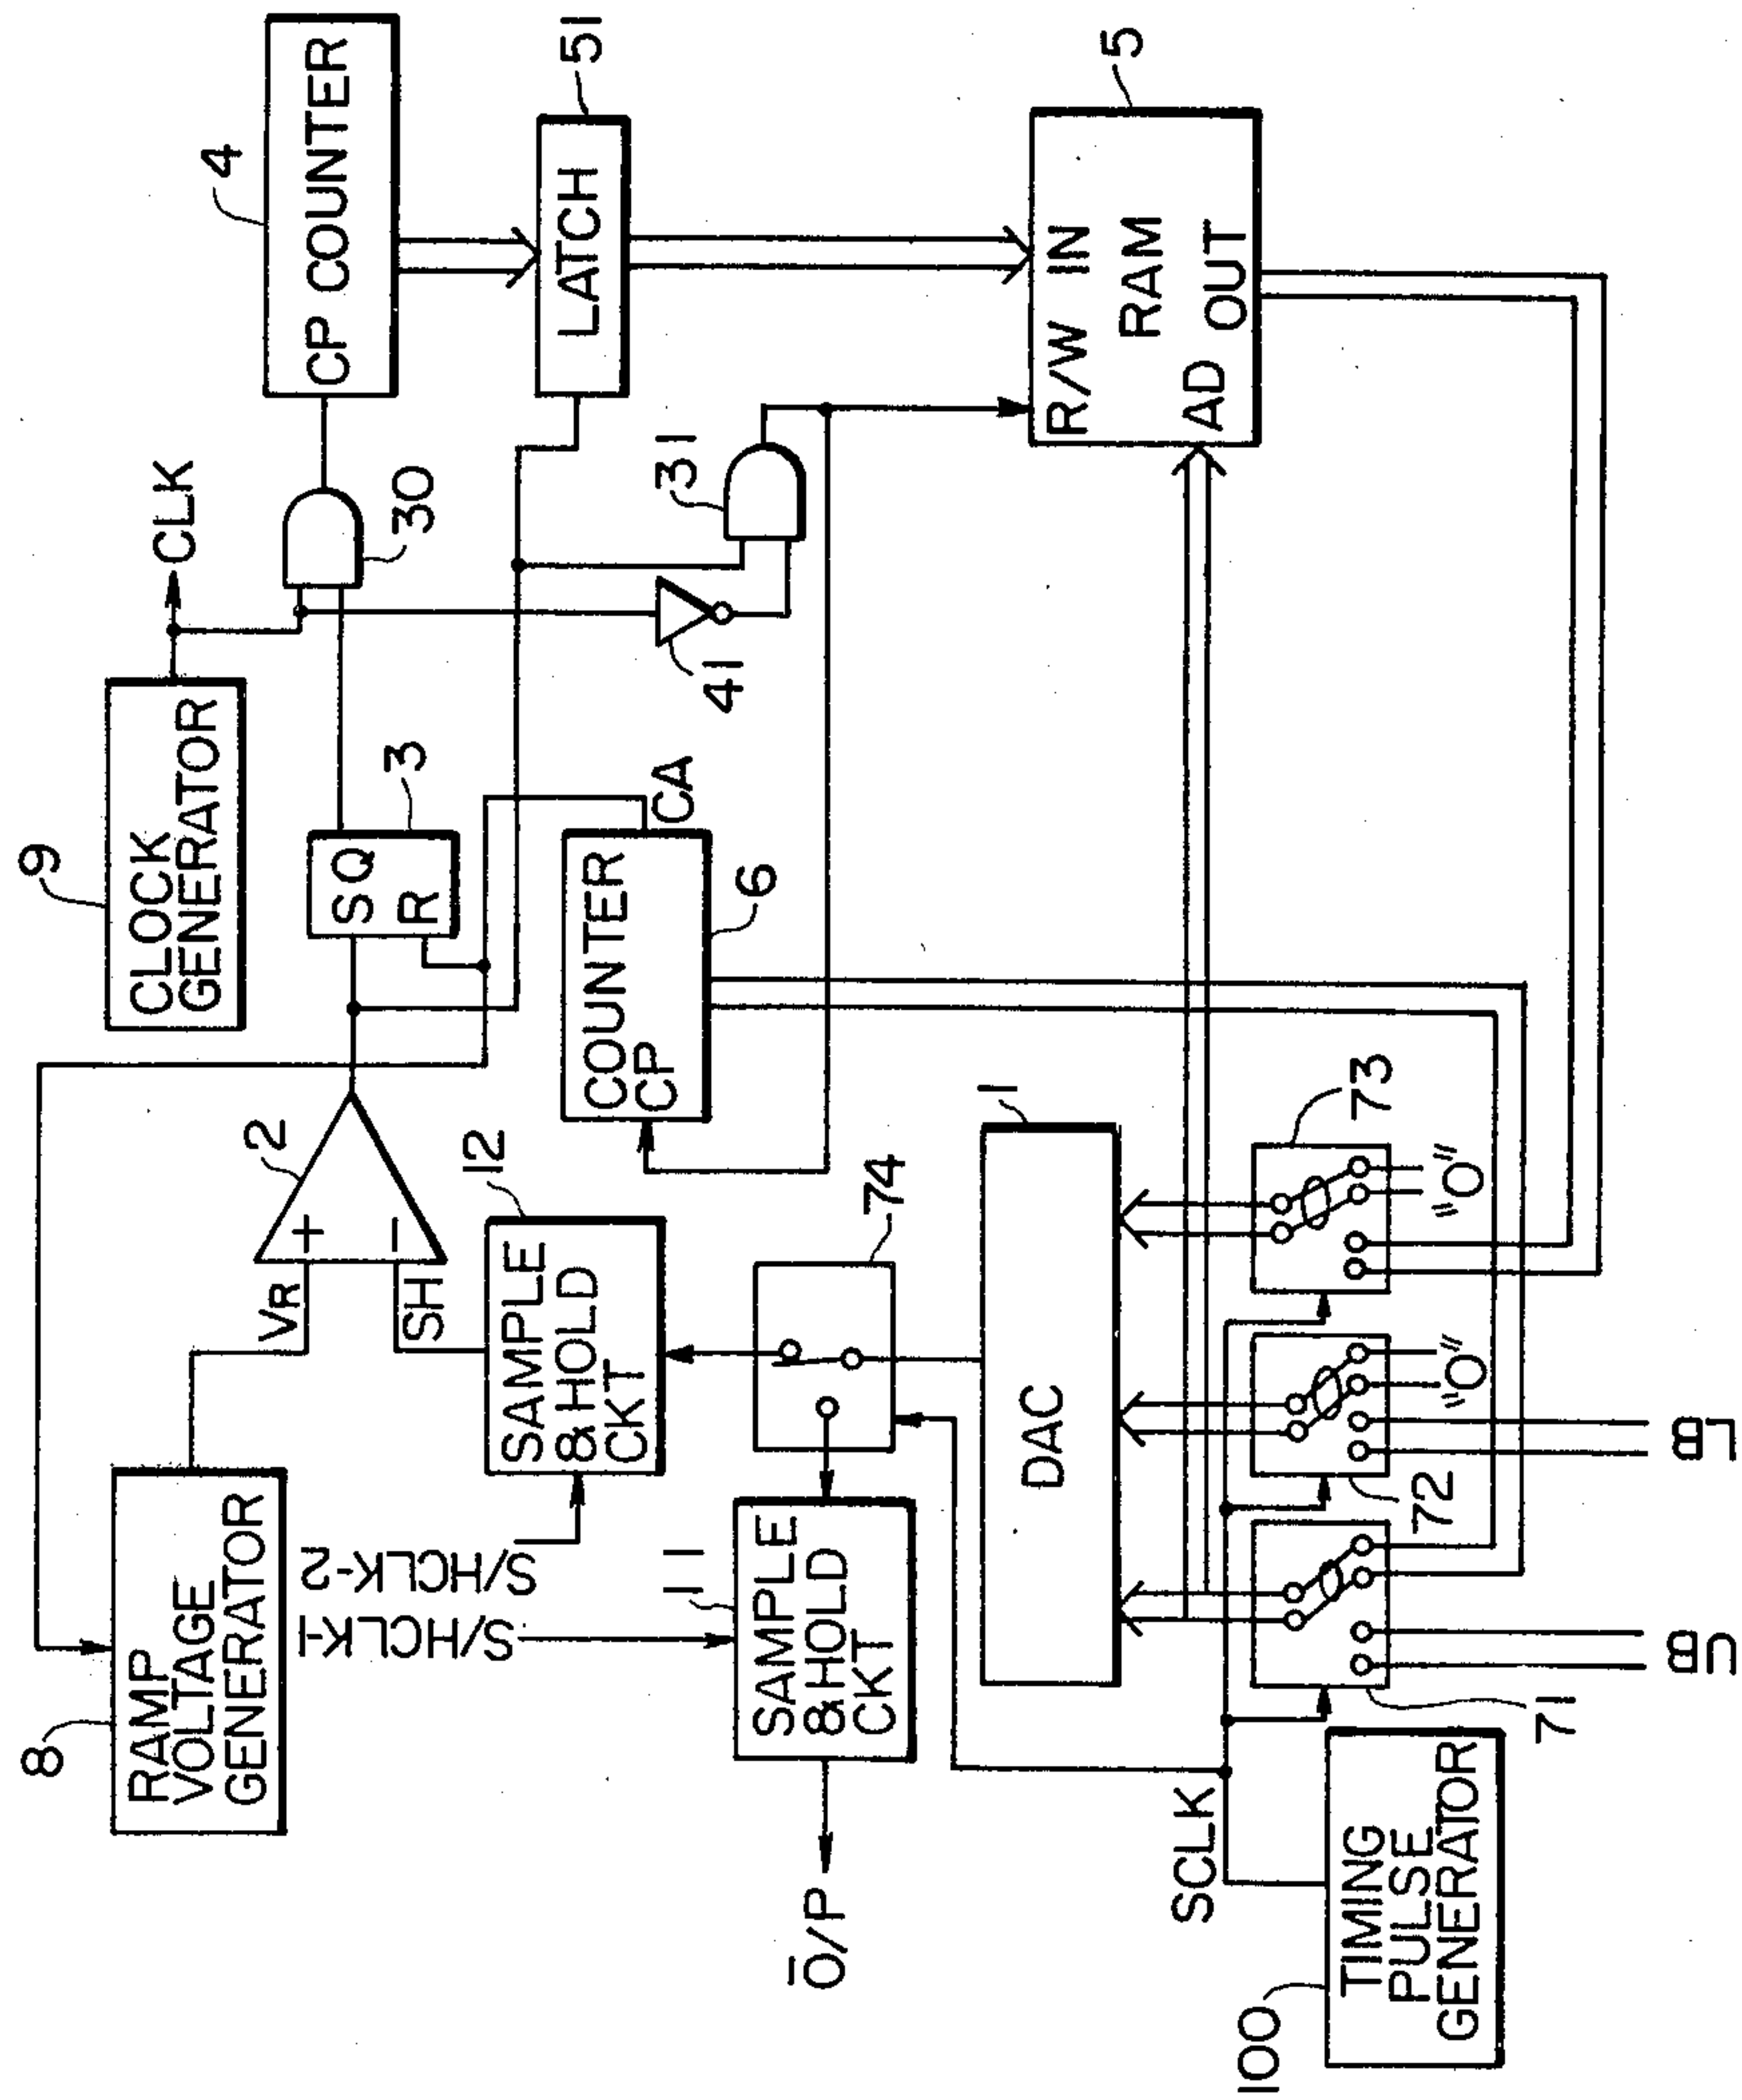 100
TIMING
PULSE
GENERATOR
SCLK
O̅/P
8
RAMP
VOLTAGE
GENERATOR
S/HCLK-1
S/HCLK-2
11
SAMPLE
& HOLD
CKT
12
SAMPLE
& HOLD
CKT
74
DAC
1
71
72
73
UB
LB
"O"
"O"
VR
SH
+
−
2
9
CLOCK
GENERATOR
CLK
S Q
R
3
COUNTER
CP
CA
6
30
41
31
4
CP COUNTER
LATCH
51
R/W IN
RAM
AD OUT
5